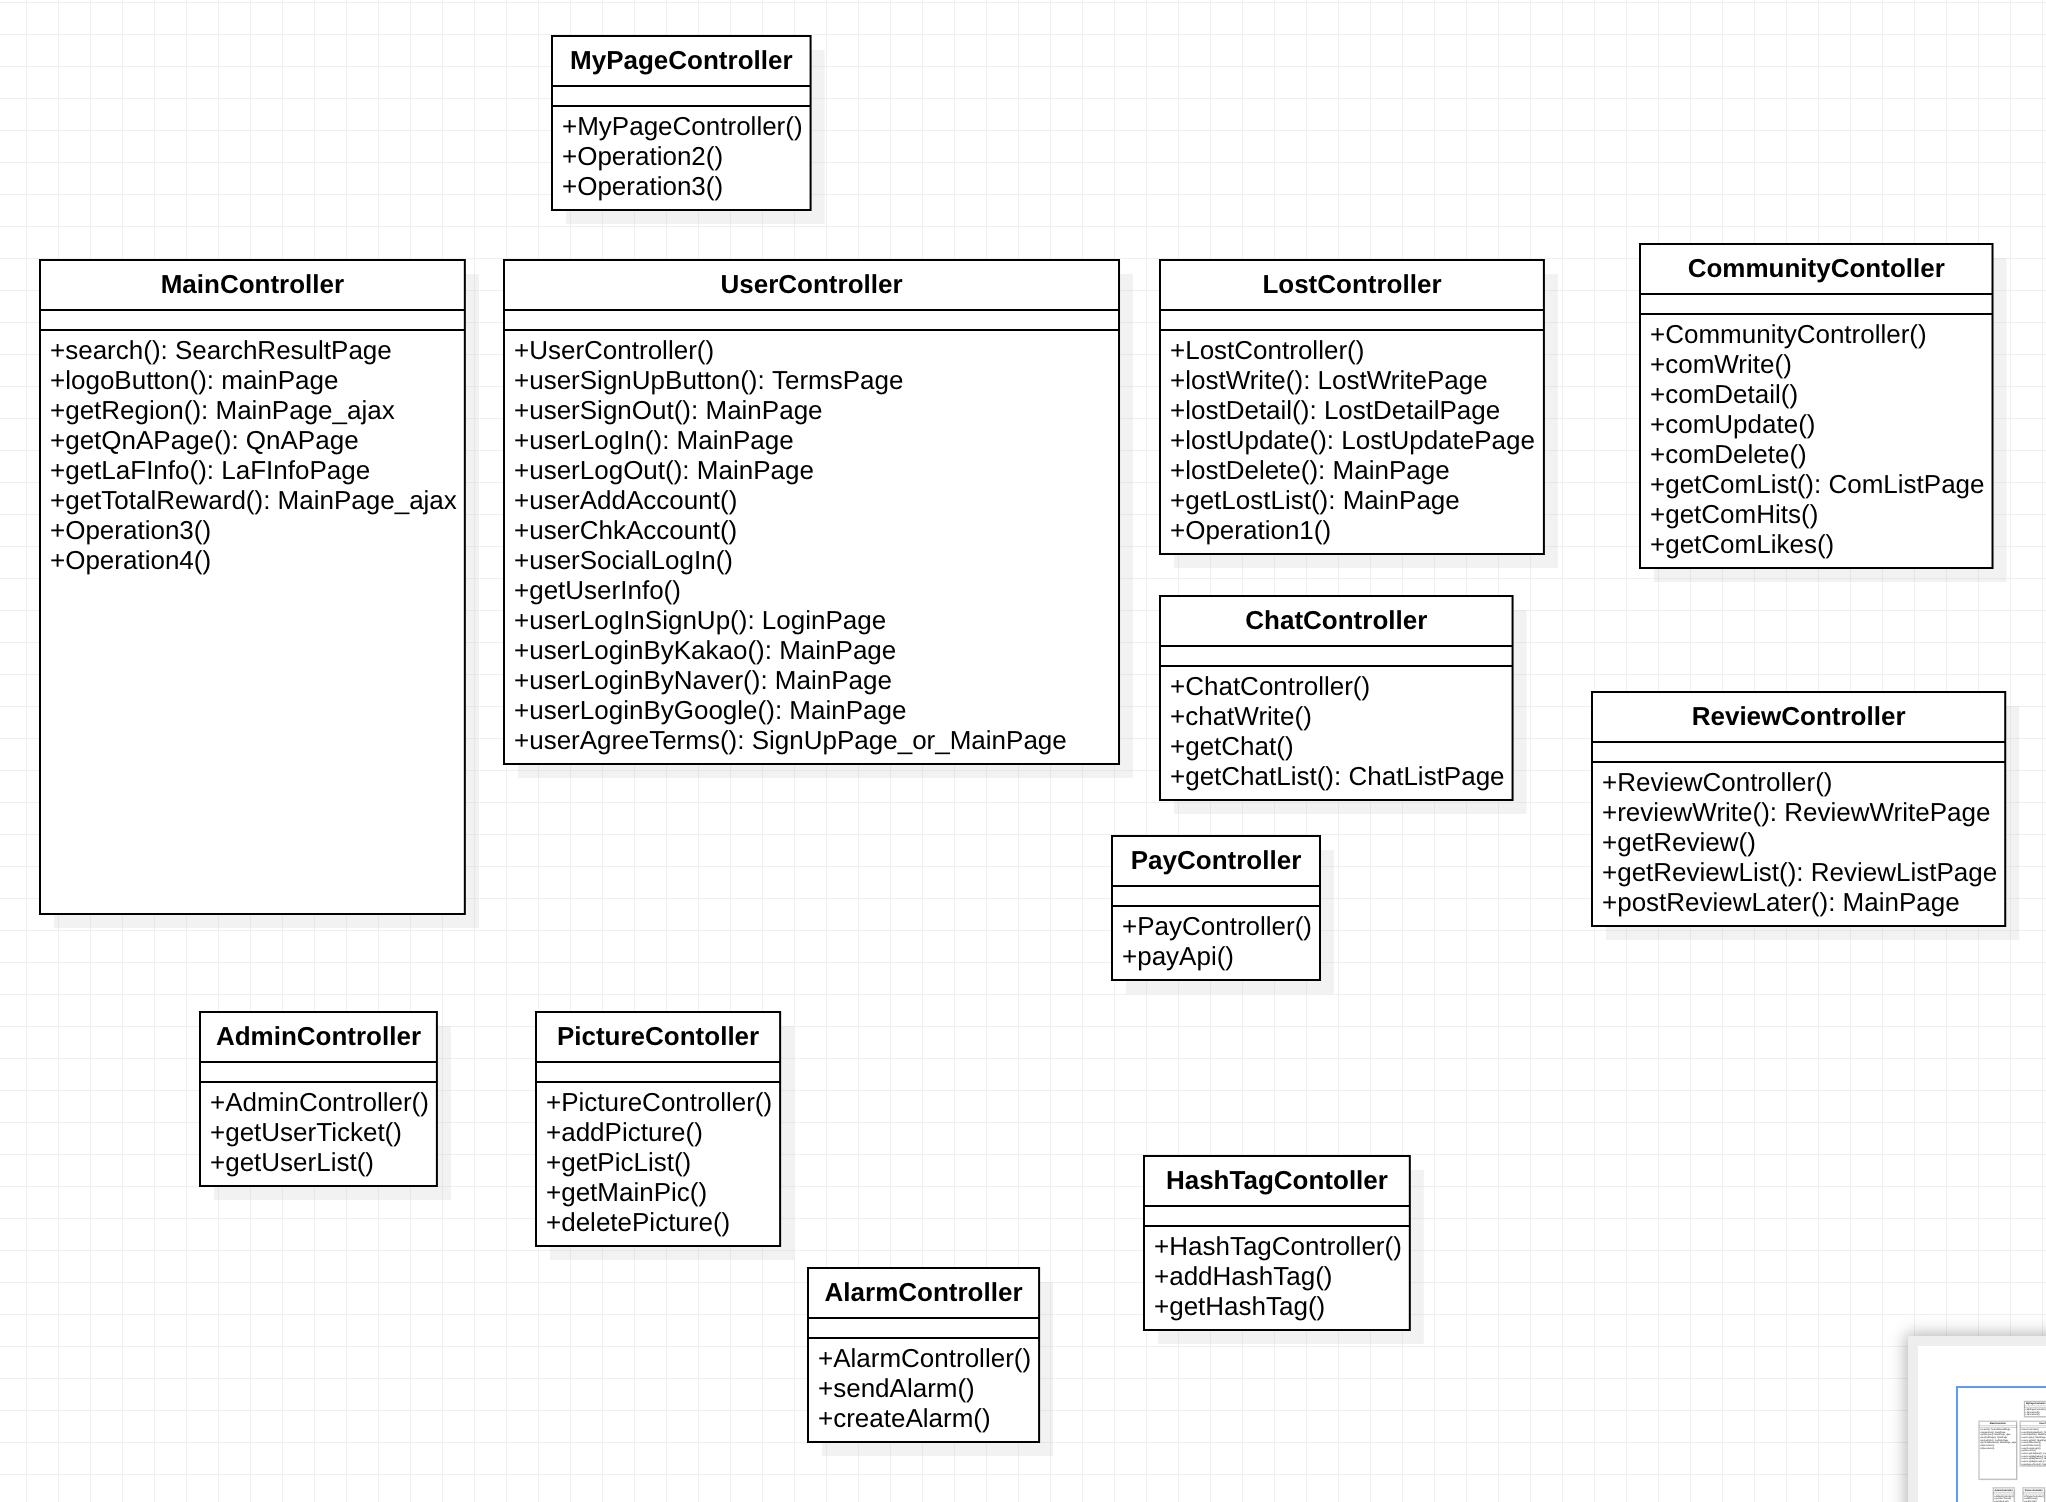 MyPageController
+MyPageController()
+Operation2()
+Operation3()
MainController
+search(): SearchResultPage
+logoButton(): mainPage
+getRegion(): MainPage_ajax
+getQnAPage(): QnAPage
+getLaFInfo(): LaFInfoPage
+getTotalReward(): MainPage_ajax
+Operation3()
+Operation4()
UserController
+UserController()
+userSignUpButton(): TermsPage
+userSignOut(): MainPage
+userLogIn(): MainPage
+userLogOut(): MainPage
+userAddAccount()
+userChkAccount()
+userSocialLogIn()
+getUserInfo()
+userLogInSignUp(): LoginPage
+userLoginByKakao(): MainPage
+userLoginByNaver(): MainPage
+userLoginByGoogle(): MainPage
+userAgreeTerms(): SignUpPage_or_MainPage
LostController
+LostController()
+lostWrite(): LostWritePage
+lostDetail(): LostDetailPage
+lostUpdate(): LostUpdatePage
+lostDelete(): MainPage
+getLostList(): MainPage
+Operation1()
CommunityContoller
+CommunityController()
+comWrite()
+comDetail()
+comUpdate()
+comDelete()
+getComList(): ComListPage
+getComHits()
+getComLikes()
ChatController
+ChatController()
+chatWrite()
+getChat()
+getChatList(): ChatListPage
ReviewController
+ReviewController()
+reviewWrite(): ReviewWritePage
+getReview()
+getReviewList(): ReviewListPage
+postReviewLater(): MainPage
PayController
+PayController()
+payApi()
AdminController
+AdminController()
+getUserTicket()
+getUserList()
PictureContoller
+PictureController()
+addPicture()
+getPicList()
+getMainPic()
+deletePicture()
HashTagContoller
+HashTagController()
+addHashTag()
+getHashTag()
AlarmController
+AlarmController()
+sendAlarm()
+createAlarm()